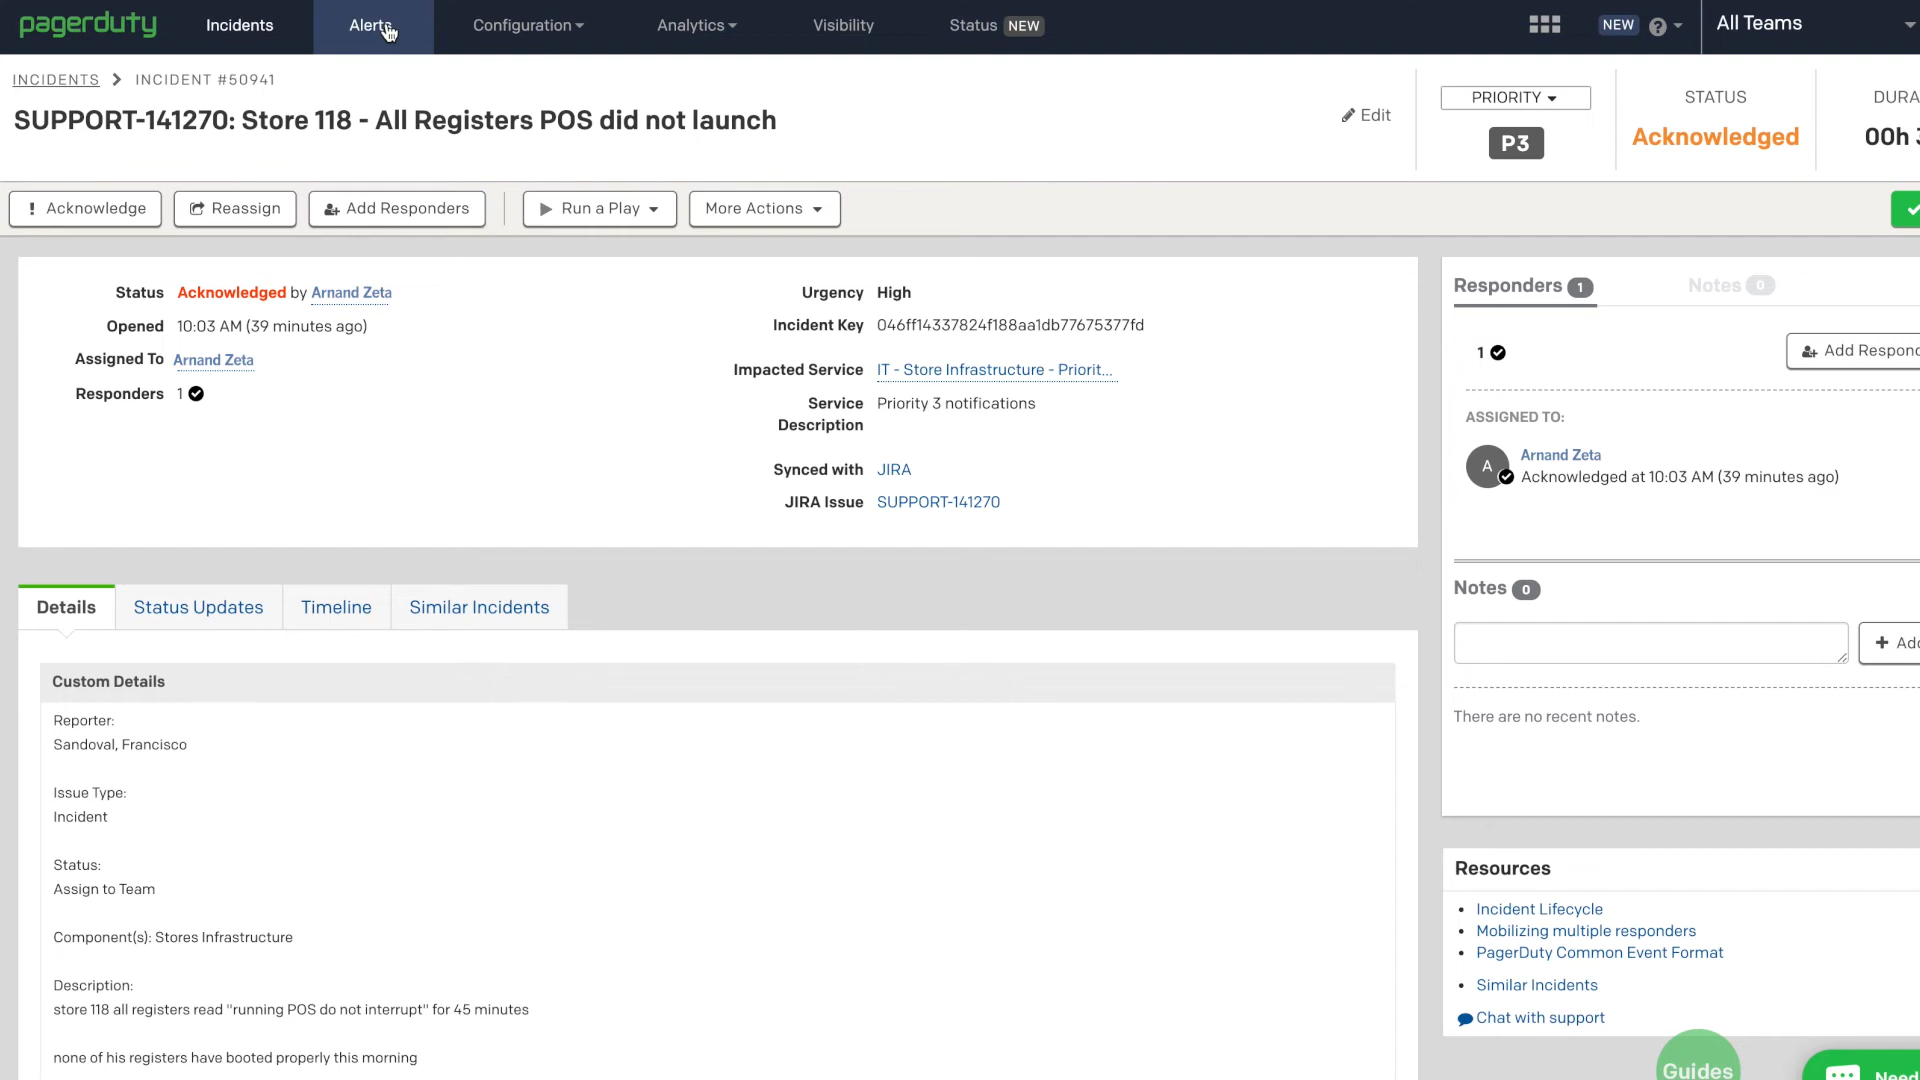 pagerduty Incidents Alerts Configuration Analytics Visibility Status NEW NEW ? All Teams
INCIDENTS > INCIDENT #50941
SUPPORT-141270: Store 118 - All Registers POS did not launch
Edit
PRIORITY
P3
STATUS
Acknowledged
DURA
00h
Acknowledge Reassign Add Responders Run a Play More Actions
Status Acknowledged by Arnand Zeta
Opened 10:03 AM (39 minutes ago)
Assigned To Arnand Zeta
Responders 1
Urgency High
Incident Key 046ff14337824f188aa1db77675377fd
Impacted Service IT - Store Infrastructure - Priorit...
Service Description Priority 3 notifications
Synced with JIRA
JIRA Issue SUPPORT-141270
Responders 1 Notes 0
1 Add Respond
ASSIGNED TO:
A
Arnand Zeta
Acknowledged at 10:03 AM (39 minutes ago)
Notes 0
+ Add
There are no recent notes.
Details Status Updates Timeline Similar Incidents
Custom Details
Reporter:
Sandoval, Francisco
Issue Type:
Incident
Status:
Assign to Team
Component(s): Stores Infrastructure
Description:
store 118 all registers read "running POS do not interrupt" for 45 minutes
none of his registers have booted properly this morning
Resources
• Incident Lifecycle
• Mobilizing multiple responders
• PagerDuty Common Event Format
• Similar Incidents
Chat with support
Guides
Need